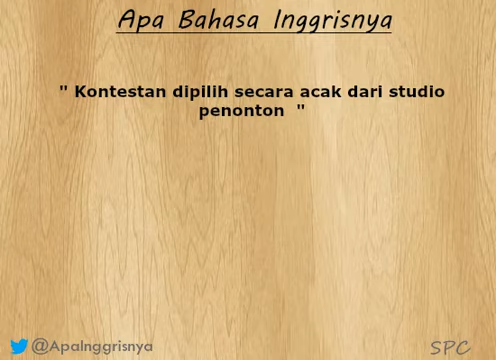 Apa Bahasa Inggrisnya
" Kontestan dipilih secara acak dari studio
penonton "
@ApaInggrisnya
SPC